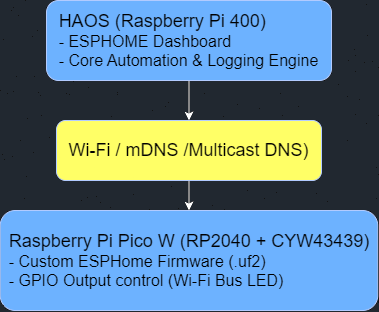 HAOS (Raspberry Pi 400)
- ESPHOME Dashboard
- Core Automation & Logging Engine
Wi-Fi / mDNS /Multicast DNS)
Raspberry Pi Pico W (RP2040 + CYW43439)
- Custom ESPHome Firmware (.uf2)
- GPIO Output control (Wi-Fi Bus LED)